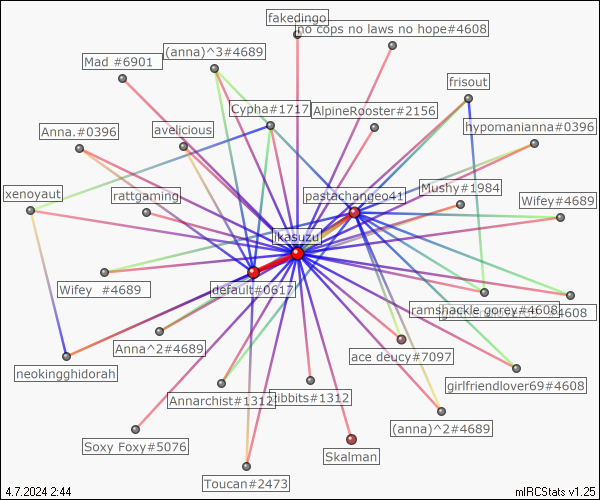 fakedingo
no cops no laws no hope#4608
(anna)^3#4689
Mad #6901
frisout
Cypha#1717
AlpineRooster#2156
Anna.#0396
avelicious
hypomanianna#0396
xenoyaut
rattgaming
pastachangeo41
Mushy#1984
Wifey#4689
ikasuzu
Wifey #4689
default#0617
ramshackle gorey#4608
4608
Anna^2#4689
ace deucy#7097
neokingghidorah
girlfriendlover69#4608
Annarchist#1312
zibbits#1312
(anna)^2#4689
Soxy Foxy#5076
Skalman
Toucan#2473
4.7.2024 2:44
mIRCStats v1.25